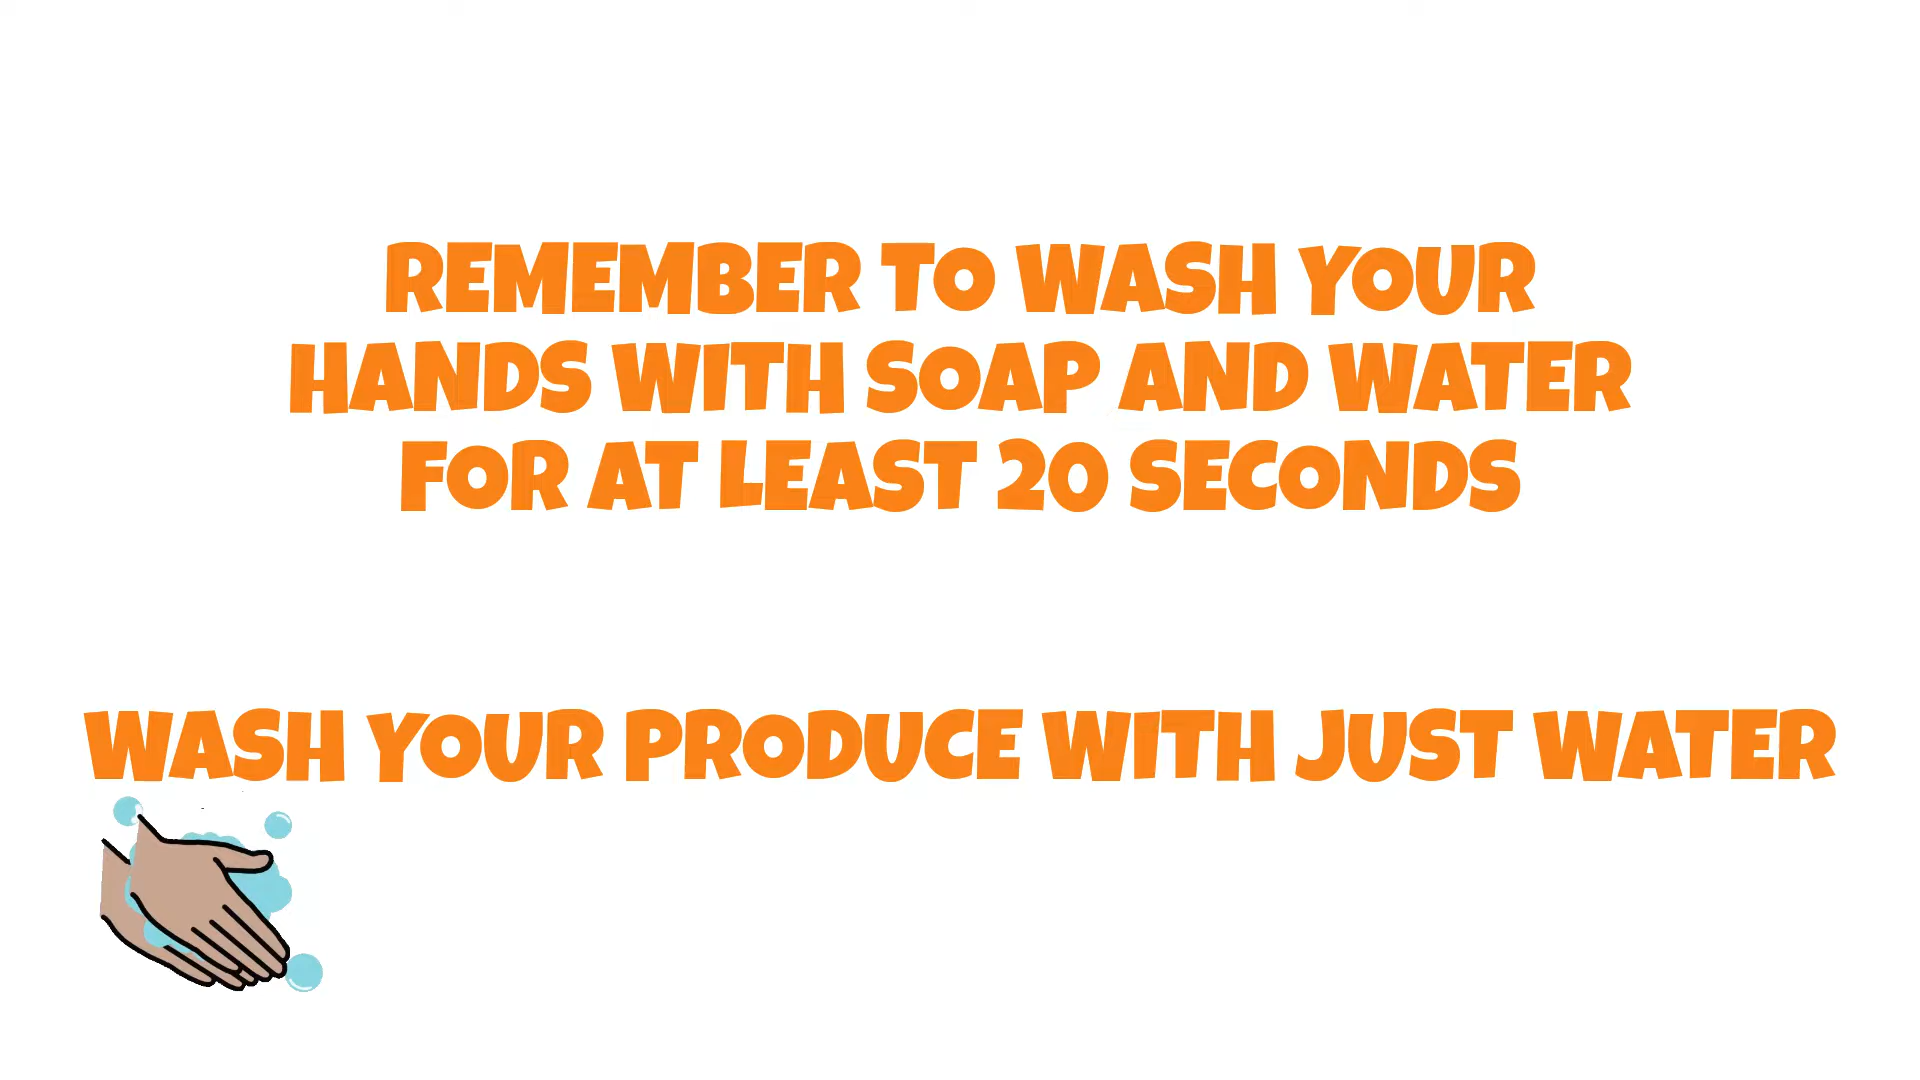 REMEMBER TO WASH YOUR
HANDS WITH SOAP AND WATER
FOR AT LEAST 20 SECONDS
WASH YOUR PRODUCE WITH JUST WATER